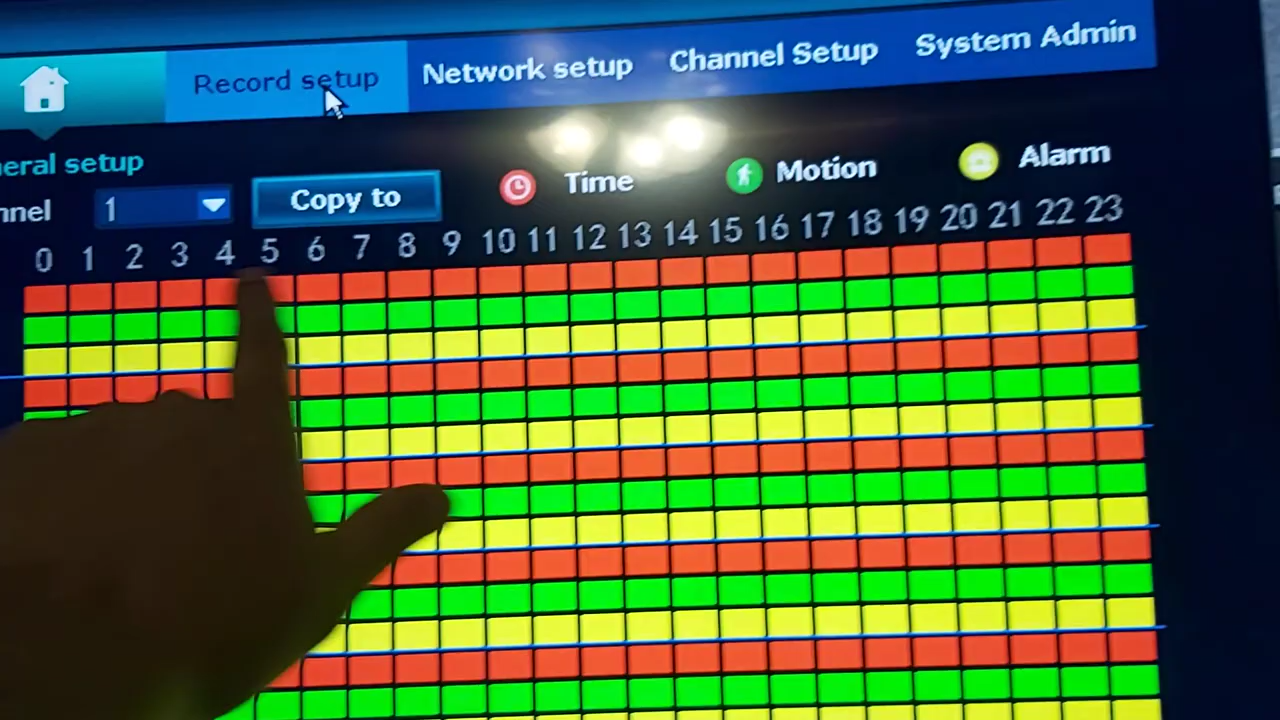 Record setup Network setup Channel Setup System Admin
eral setup
nnel 1 Copy to Time Motion Alarm
0 1 2 3 4 5 6 7 8 9 10 11 12 13 14 15 16 17 18 19 20 21 22 23